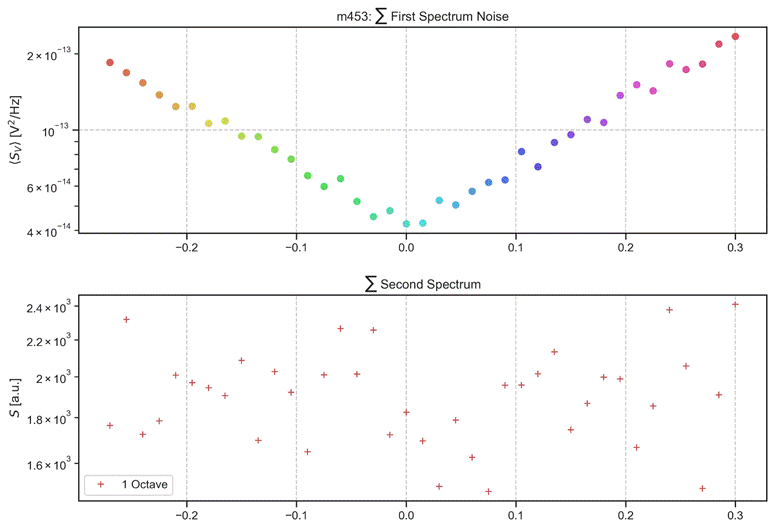 m453: ∑ First Spectrum Noise
2 × 10⁻¹³
10⁻¹³
6 × 10⁻¹⁴
4 × 10⁻¹⁴
⟨S_V⟩ [V²/Hz]
−0.2 −0.1 0.0 0.1 0.2 0.3
∑ Second Spectrum
2.4 × 10³
2.2 × 10³
2 × 10³
1.8 × 10³
1.6 × 10³
S [a.u.]
1 Octave
−0.2 −0.1 0.0 0.1 0.2 0.3